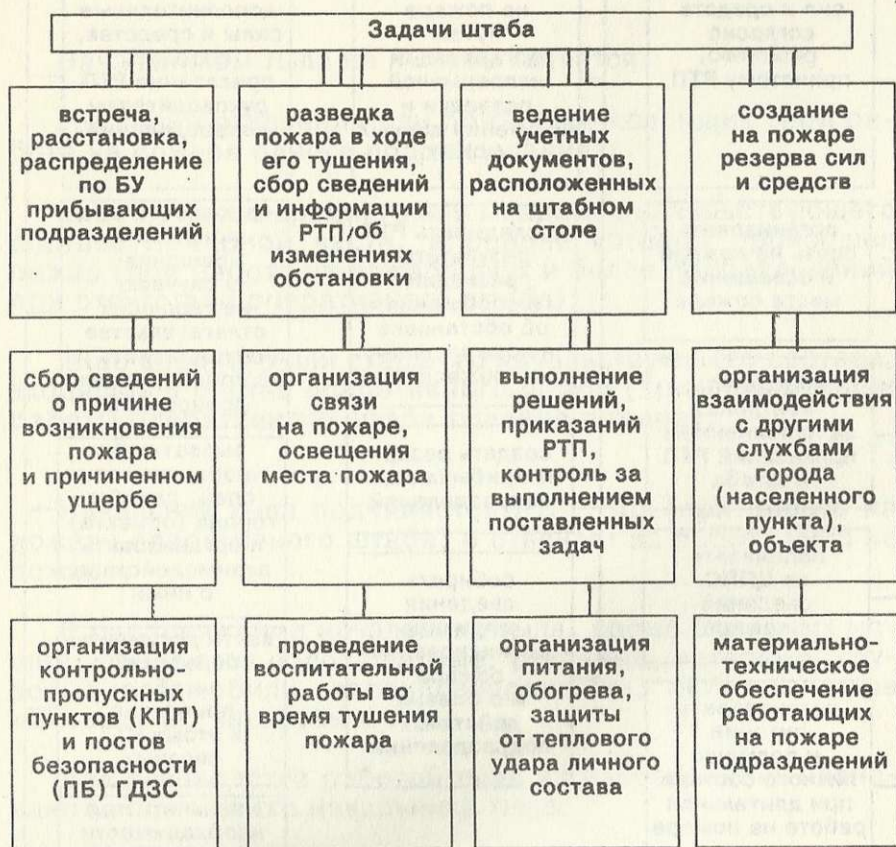 Задачи штаба
встреча,
расстановка,
распределение
по БУ
прибывающих
подразделений
разведка
пожара в ходе
его тушения,
сбор сведений
и информации
РТП/об
изменениях
обстановки
ведение
учетных
документов,
расположенных
на штабном
столе
создание
на пожаре
резерва сил
и средств
сбор сведений
о причине
возникновения
пожара
и причиненном
ущербе
организация
связи
на пожаре,
освещения
места пожара
выполнение
решений,
приказаний
РТП,
контроль за
выполнением
поставленных
задач
организация
взаимодействия
с другими
службами
города
(населенного
пункта),
объекта
организация
контрольно-
пропускных
пунктов (КПП)
и постов
безопасности
(ПБ) ГДЗС
проведение
воспитательной
работы во
время тушения
пожара
организация
питания,
обогрева,
защиты
от теплового
удара личного
состава
материально-
техническое
обеспечение
работающих
на пожаре
подразделений